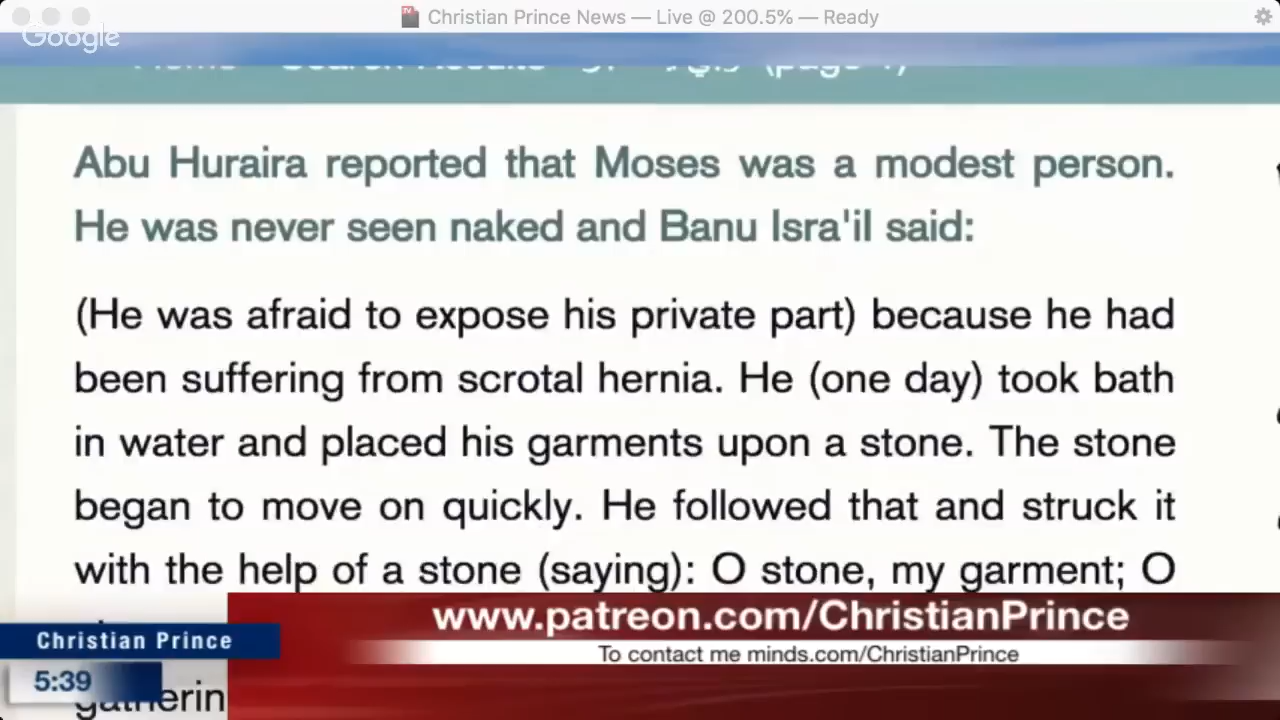 Christian Prince News — Live @ 200.5% — Ready
Google
Abu Huraira reported that Moses was a modest person.
He was never seen naked and Banu Isra'il said:
(He was afraid to expose his private part) because he had
been suffering from scrotal hernia. He (one day) took bath
in water and placed his garments upon a stone. The stone
began to move on quickly. He followed that and struck it
with the help of a stone (saying): O stone, my garment; O
www.patreon.com/ChristianPrince
Christian Prince
To contact me minds.com/ChristianPrince
5:39
gatherin